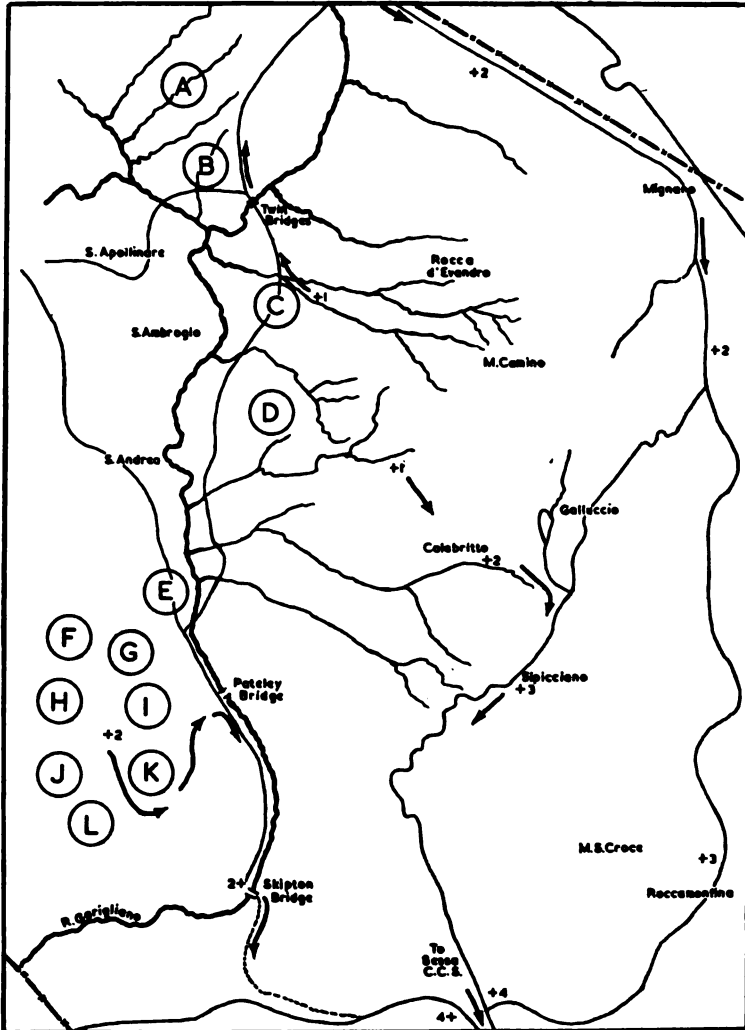 +2
A
Mignano
B
Twin
Bridges
S. Apollinare
Rocca
d'Evandro
+1
C
S.Ambrogio
+2
M.Camino
D
S.Andrea
+1
Galluccio
Calabritto
+2
E
F
G
Sipicciano
+3
Pateley
Bridge
H
I
+2
J
K
L
M.S.Croce
+3
2+
Skipton
Bridge
Roccamonfina
R. Garigliano
To
Sessa
C.C.S.
+4
4+